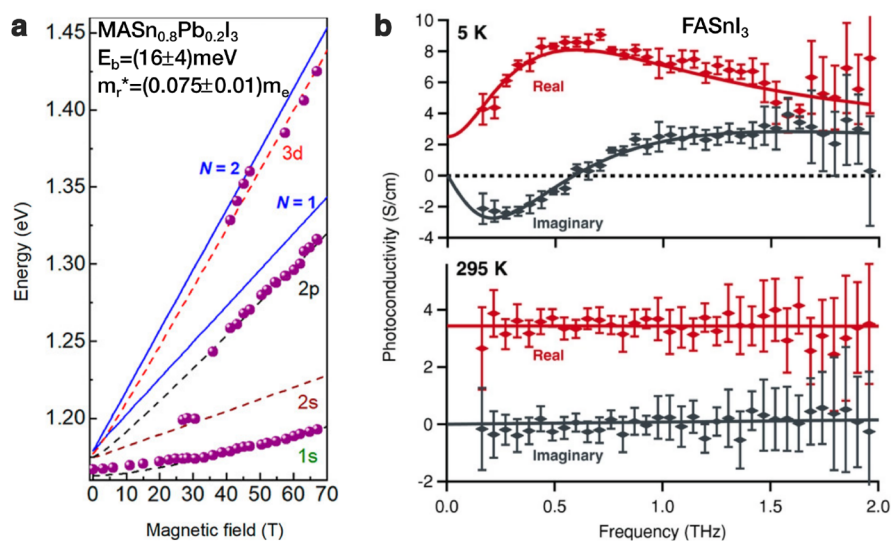 a
MASn0.8Pb0.2I3
Eb=(16±4)meV
mr*=(0.075±0.01)me
1.45
1.40
1.35
1.30
1.25
1.20
Energy (eV)
N = 2
3d
N = 1
2p
2s
1s
0 10 20 30 40 50 60 70
Magnetic field (T)
b
FASnI3
5 K
10
8
6
4
2
0
-2
-4
Real
Imaginary
Photoconductivity (S/cm)
295 K
4
2
0
-2
Real
Imaginary
0.0 0.5 1.0 1.5 2.0
Frequency (THz)